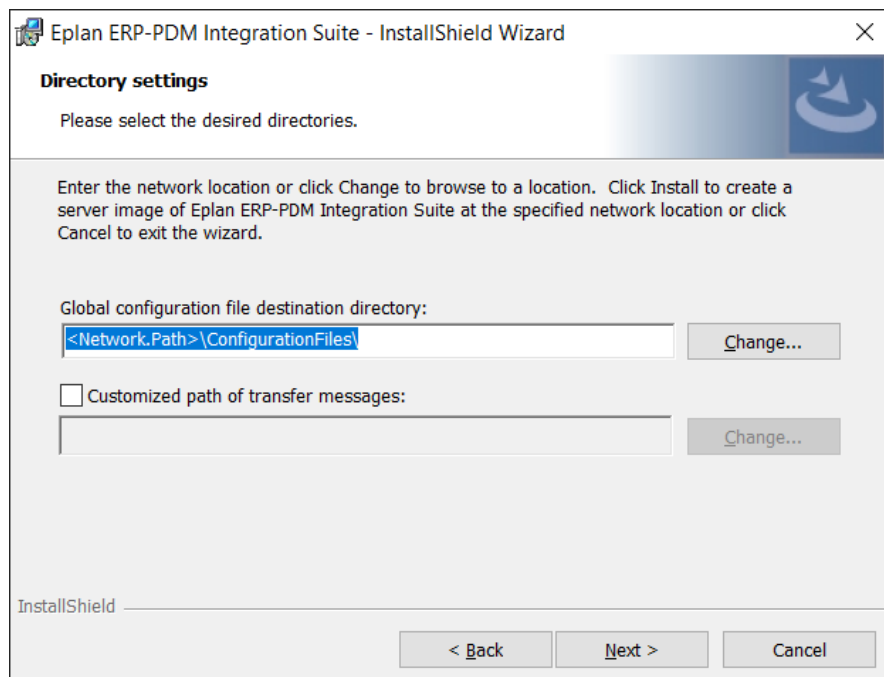 Eplan ERP-PDM Integration Suite - InstallShield Wizard
Directory settings
Please select the desired directories.
Enter the network location or click Change to browse to a location.  Click Install to create a
server image of Eplan ERP-PDM Integration Suite at the specified network location or click
Cancel to exit the wizard.
Global configuration file destination directory:
<Network.Path>\ConfigurationFiles\
Change...
Customized path of transfer messages:
Change...
InstallShield
< Back
Next >
Cancel